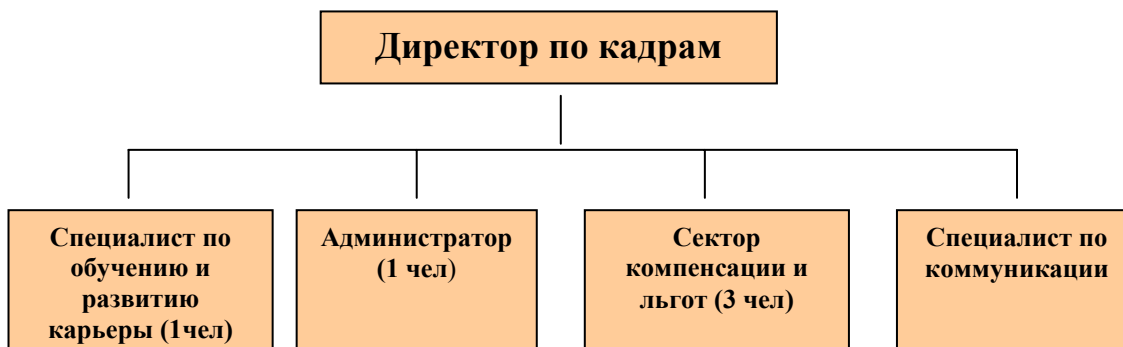 Директор по кадрам
Специалист по
обучению и
развитию
карьеры (1чел)
Администратор
(1 чел)
Сектор
компенсации и
льгот (3 чел)
Специалист по
коммуникации